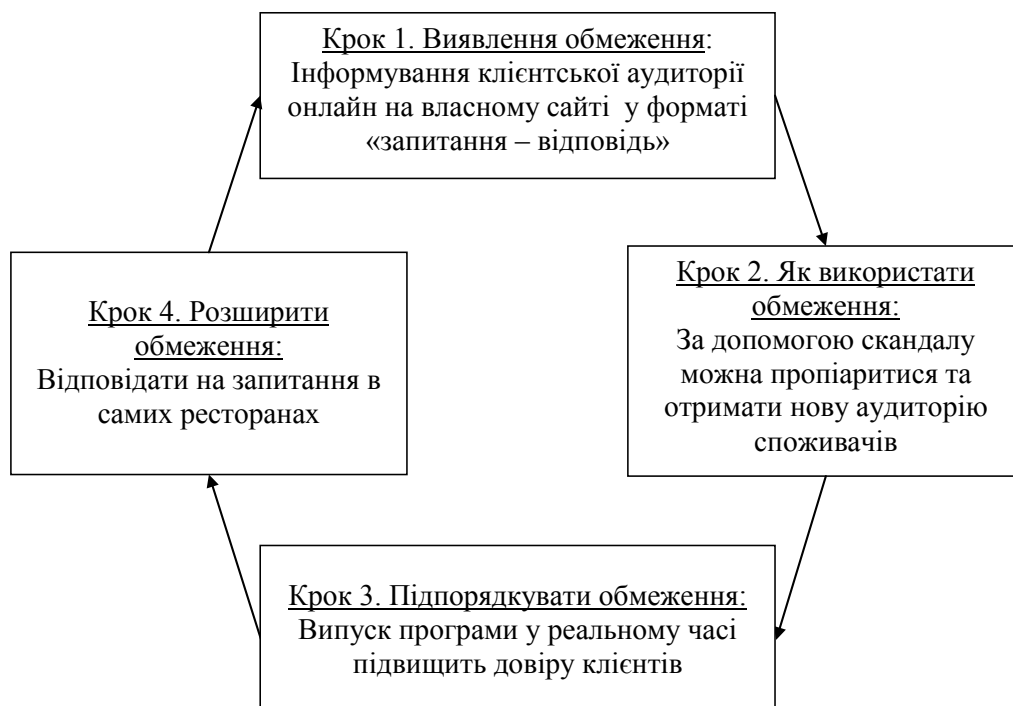 Крок 1. Виявлення обмеження:
Інформування клієнтської аудиторії
онлайн на власному сайті у форматі
«запитання – відповідь»
Крок 2. Як використати
обмеження:
За допомогою скандалу
можна пропіаритися та
отримати нову аудиторію
споживачів
Крок 3. Підпорядкувати обмеження:
Випуск програми у реальному часі
підвищить довіру клієнтів
Крок 4. Розширити
обмеження:
Відповідати на запитання в
самих ресторанах